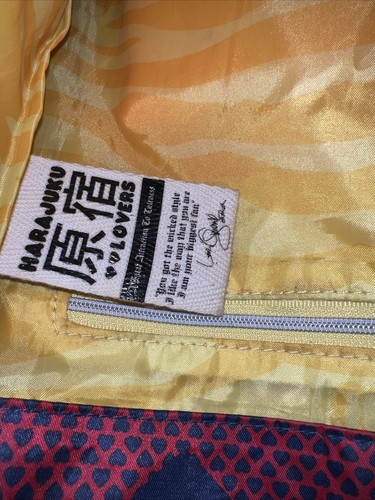 HARAJUKU
原宿
LOVERS
"You got the wicked style
I like the way that you are
I am your biggest fan"